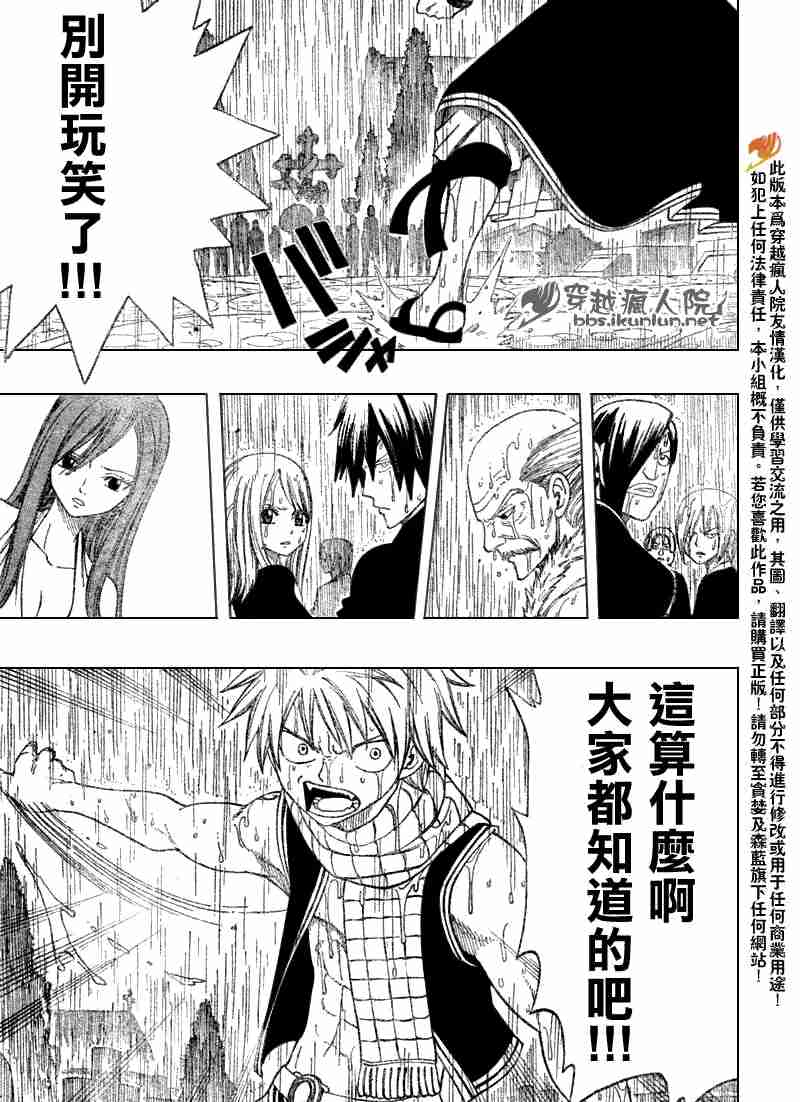 別開玩笑了!!!
穿越瘋人院
bbs.ikunlun.net
這算什麼啊
大家都知道的吧!!!
此版本爲穿越瘋人院友情漢化，僅供學習交流之用，其圖、翻譯以及任何部分不得進行修改或用于任何商業用途！
如犯上任何法律責任，本小組概不負責。若您喜歡此作品，請購買正版！請勿轉至貪婪及森藍旗下任何網站！